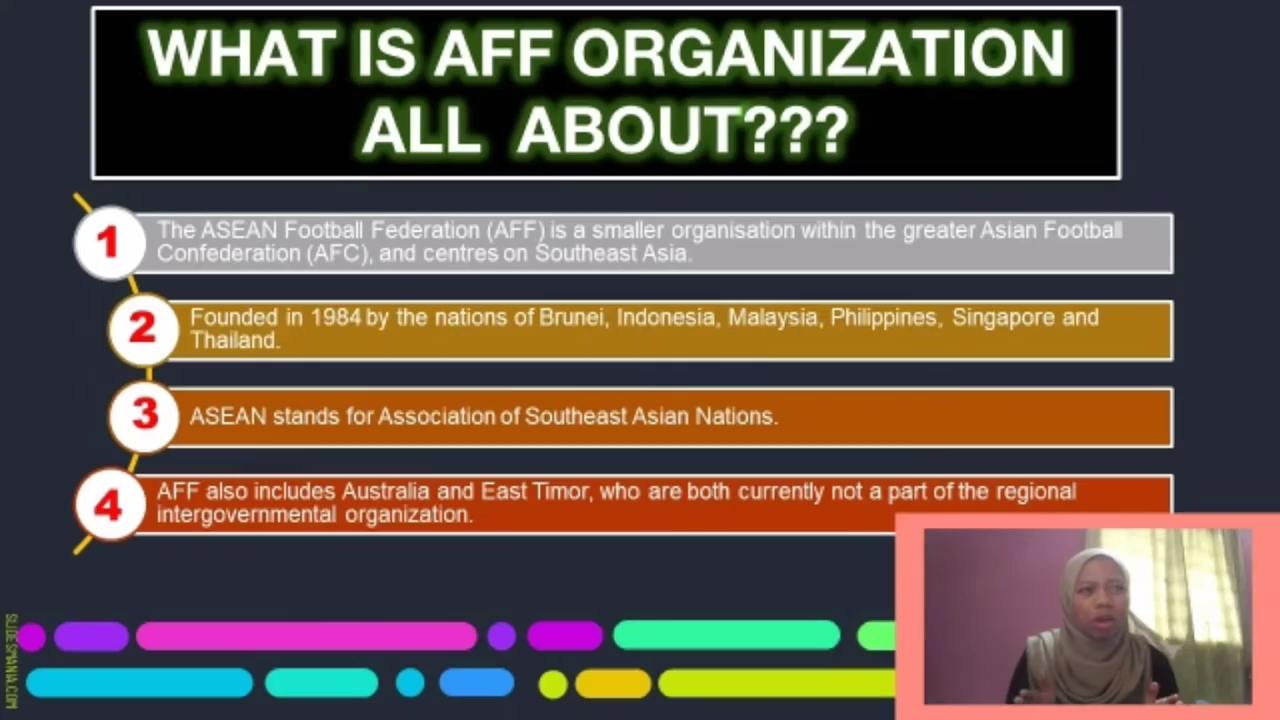 WHAT IS AFF ORGANIZATION
ALL ABOUT???
1
The ASEAN Football Federation (AFF) is a smaller organisation within the greater Asian Football
Confederation (AFC), and centres on Southeast Asia.
2
Founded in 1984 by the nations of Brunei, Indonesia, Malaysia, Philippines, Singapore and
Thailand.
3
ASEAN stands for Association of Southeast Asian Nations.
4
AFF also includes Australia and East Timor, who are both currently not a part of the regional
intergovernmental organization.
SLIDESMANIA.COM